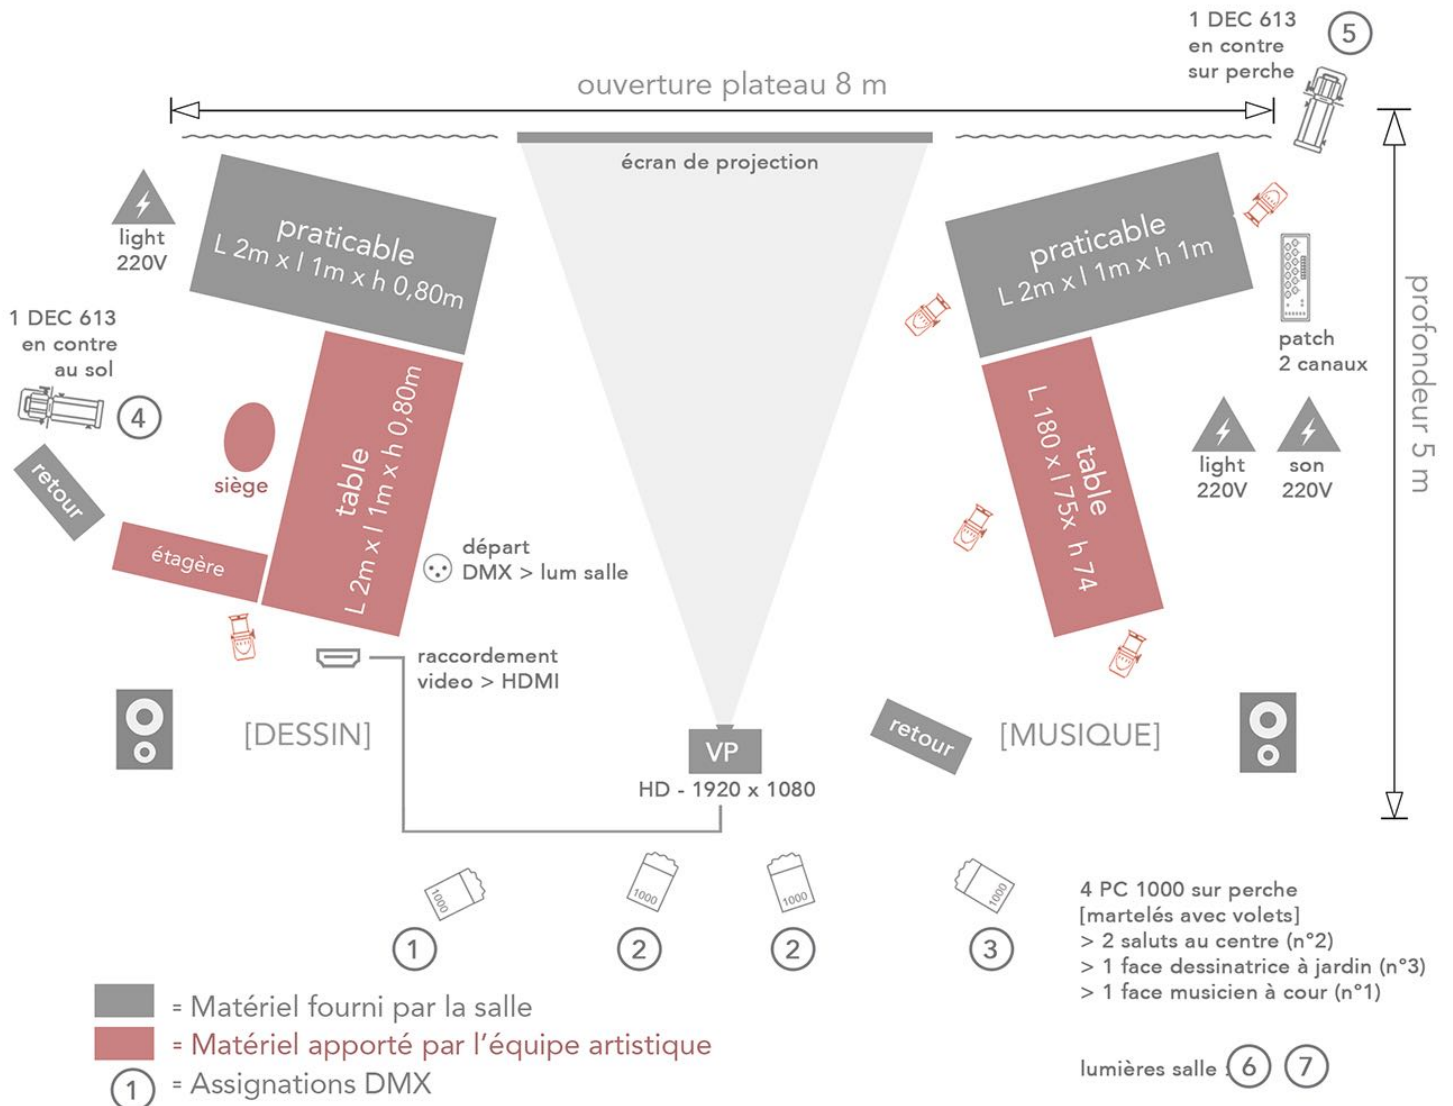 1 DEC 613
en contre
sur perche
5
ouverture plateau 8 m
écran de projection
light
220V
praticable
L 2m x l 1m x h 0,80m
praticable
L 2m x l 1m x h 1m
patch
2 canaux
profondeur 5 m
1 DEC 613
en contre
au sol
4
retour
siège
étagère
table
L 2m x l 1m x h 0,80m
départ
DMX > lum salle
table
L 180 x l 75x h 74
light
220V
son
220V
raccordement
video > HDMI
[DESSIN]
VP
HD - 1920 x 1080
retour
[MUSIQUE]
1000
1000
1000
1000
1
2
2
3
4 PC 1000 sur perche
[martelés avec volets]
> 2 saluts au centre (n°2)
> 1 face dessinatrice à jardin (n°3)
> 1 face musicien à cour (n°1)
lumières salle : 6 7
= Matériel fourni par la salle
= Matériel apporté par l'équipe artistique
1 = Assignations DMX